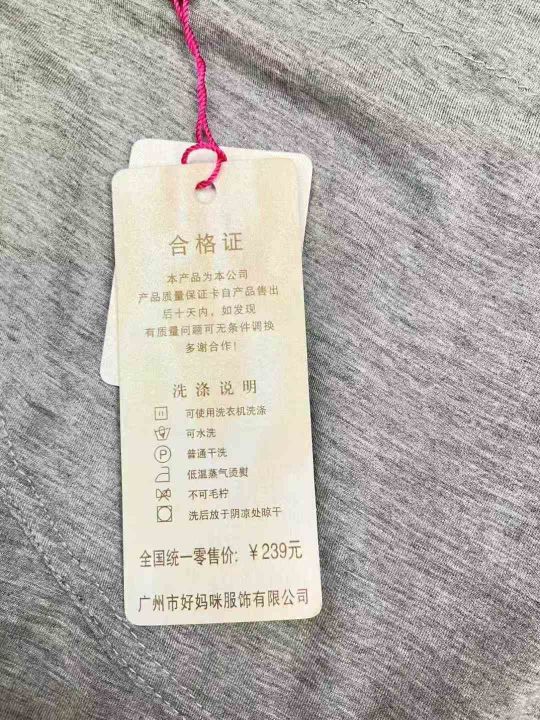 合格证
本产品为本公司
产品质量保证卡自产品售出
后十天内，如发现
有质量问题可无条件调换
多谢合作！
洗涤说明
可使用洗衣机洗涤
可水洗
P 普通干洗
低温蒸气烫熨
不可毛拧
洗后放于阴凉处晾干
全国统一零售价：￥239元
广州市好妈咪服饰有限公司